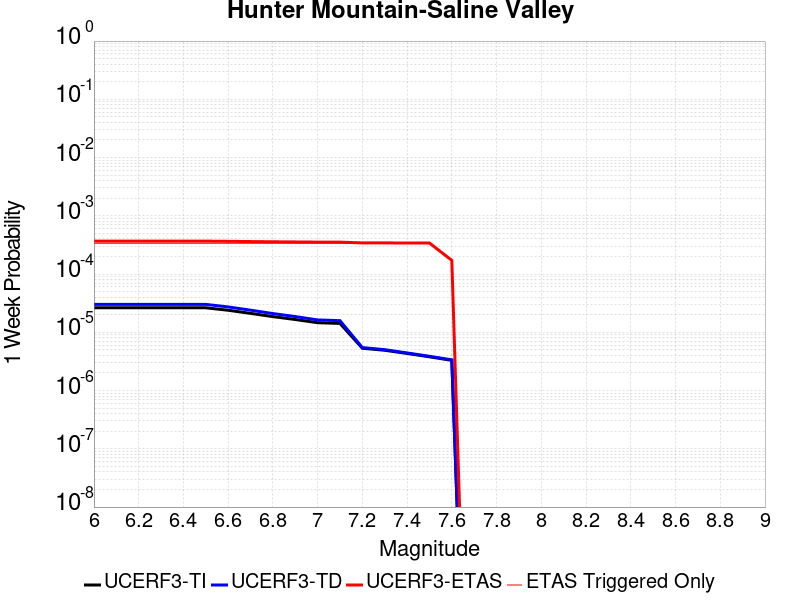 Hunter Mountain-Saline Valley
10^0
10^-1
10^-2
10^-3
10^-4
10^-5
10^-6
10^-7
10^-8
1 Week Probability
6 6.2 6.4 6.6 6.8 7 7.2 7.4 7.6 7.8 8 8.2 8.4 8.6 8.8 9
Magnitude
UCERF3-TI UCERF3-TD UCERF3-ETAS ETAS Triggered Only